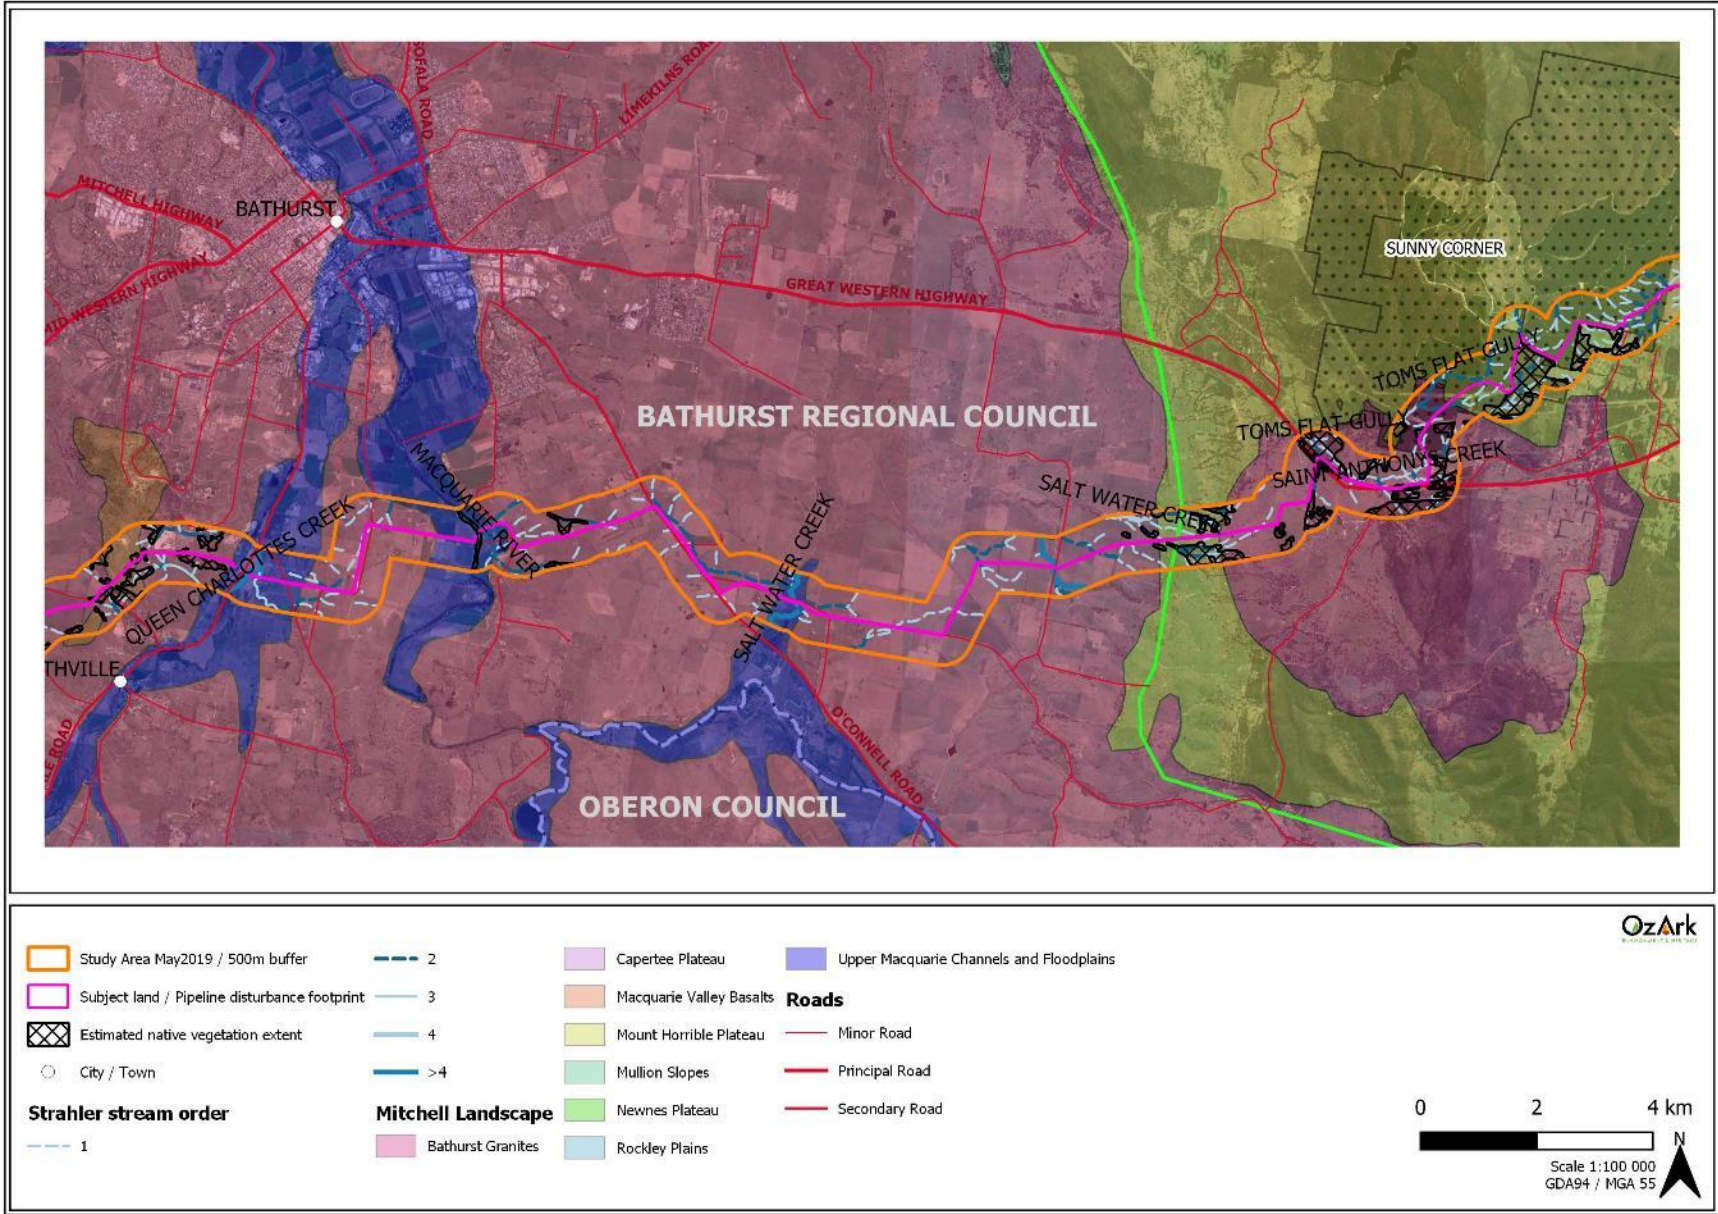 SOFALA ROAD
LIMEKILNS ROAD
MITCHELL HIGHWAY
BATHURST
MID WESTERN HIGHWAY
GREAT WESTERN HIGHWAY
SUNNY CORNER
TOMS FLAT GULLY
BATHURST REGIONAL COUNCIL
TOMS FLAT GULLY
SAINT ANTHONYS CREEK
MACQUARIE RIVER
SALT WATER CREEK
QUEEN CHARLOTTES CREEK
SALT WATER CREEK
THVILLE
LE ROAD
O'CONNELL ROAD
OBERON COUNCIL
OzArk
Study Area May2019 / 500m buffer
Subject land / Pipeline disturbance footprint
Estimated native vegetation extent
City / Town
Strahler stream order
1
2
3
4
>4
Mitchell Landscape
Bathurst Granites
Capertee Plateau
Macquarie Valley Basalts
Mount Horrible Plateau
Mullion Slopes
Newnes Plateau
Rockley Plains
Upper Macquarie Channels and Floodplains
Roads
Minor Road
Principal Road
Secondary Road
0 2 4 km
N
Scale 1:100 000
GDA94 / MGA 55